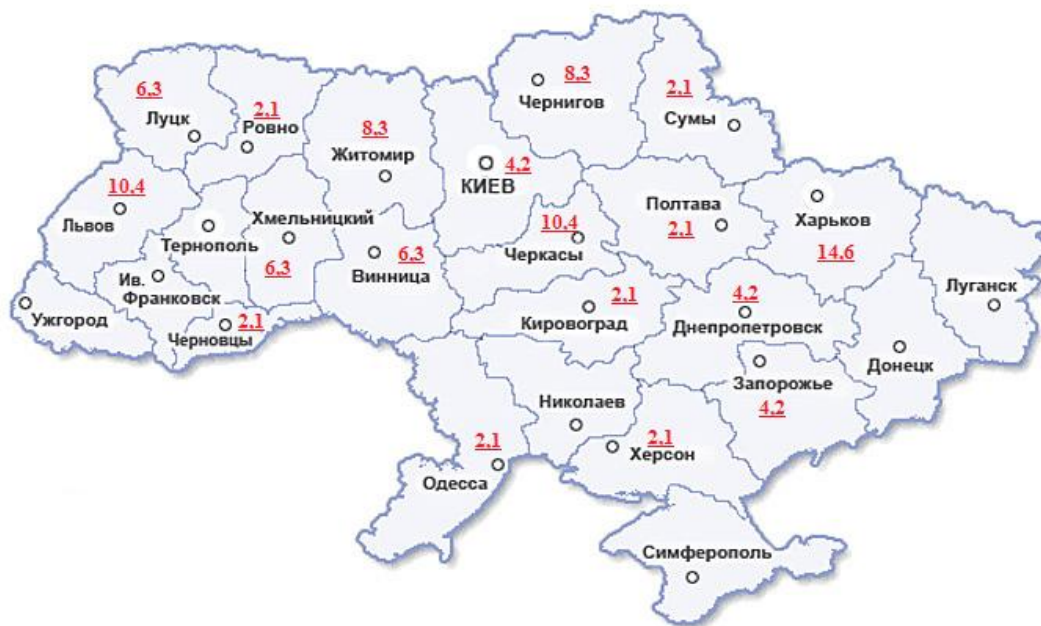 8,3
Чернигов
2,1
Сумы
6,3
Луцк
2,1
Ровно
8,3
Житомир
4,2
КИЕВ
10,4
Львов
Тернополь
Хмельницкий
6,3
6,3
Винница
10,4
Черкасы
Полтава
2,1
Харьков
14,6
Луганск
Ив.
Франковск
Ужгород
2,1
Черновцы
2,1
Кировоград
4,2
Днепропетровск
Донецк
Запорожье
4,2
Николаев
2,1
Херсон
2,1
Одесса
Симферополь